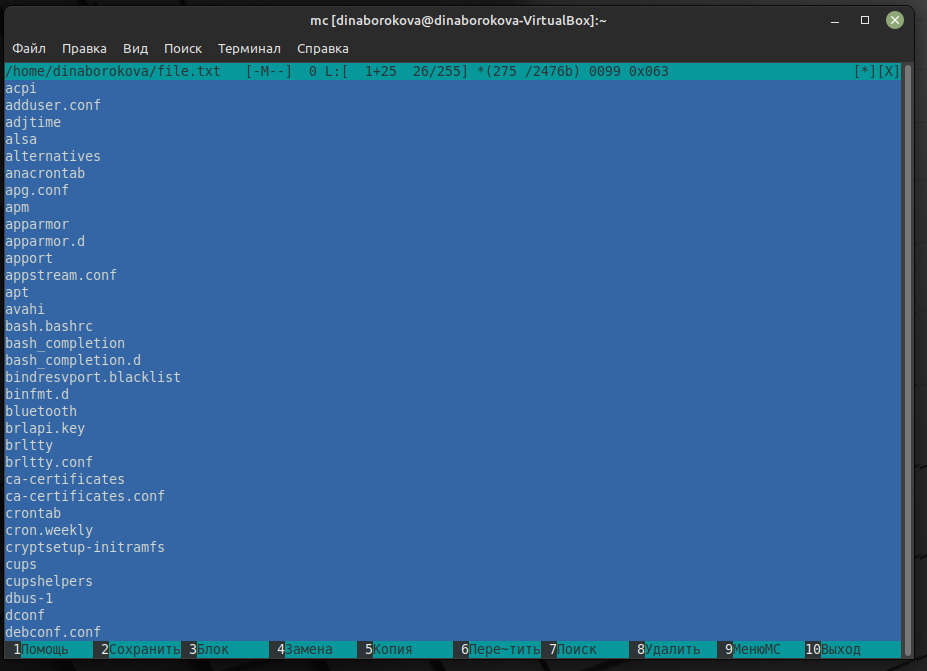 mc [dinaborokova@dinaborokova-VirtualBox]:~
Файл Правка Вид Поиск Терминал Справка
/home/dinaborokova/file.txt [-M--] 0 L:[ 1+25 26/255] *(275 /2476b) 0099 0x063 [*][X]
acpi
adduser.conf
adjtime
alsa
alternatives
anacrontab
apg.conf
apm
apparmor
apparmor.d
apport
appstream.conf
apt
avahi
bash.bashrc
bash_completion
bash_completion.d
bindresvport.blacklist
binfmt.d
bluetooth
brlapi.key
brltty
brltty.conf
ca-certificates
ca-certificates.conf
crontab
cron.weekly
cryptsetup-initramfs
cups
cupshelpers
dbus-1
dconf
debconf.conf
1Помощь 2Сохранить 3Блок 4Замена 5Копия 6Пере~тить 7Поиск 8Удалить 9МенюMC 10Выход